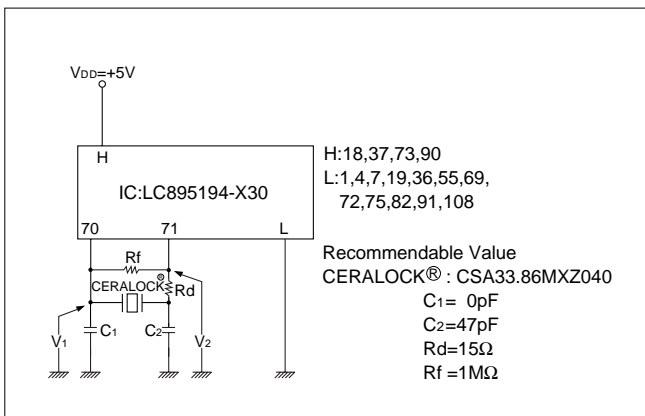 VDD=+5V
H
IC:LC895194-X30
70 71 L
H:18,37,73,90
L:1,4,7,19,36,55,69,
72,75,82,91,108
Rf
CERALOCK®
Rd
V1
C1
C2
V2
Recommendable Value
CERALOCK® : CSA33.86MXZ040
C1= 0pF
C2=47pF
Rd=15Ω
Rf =1MΩ